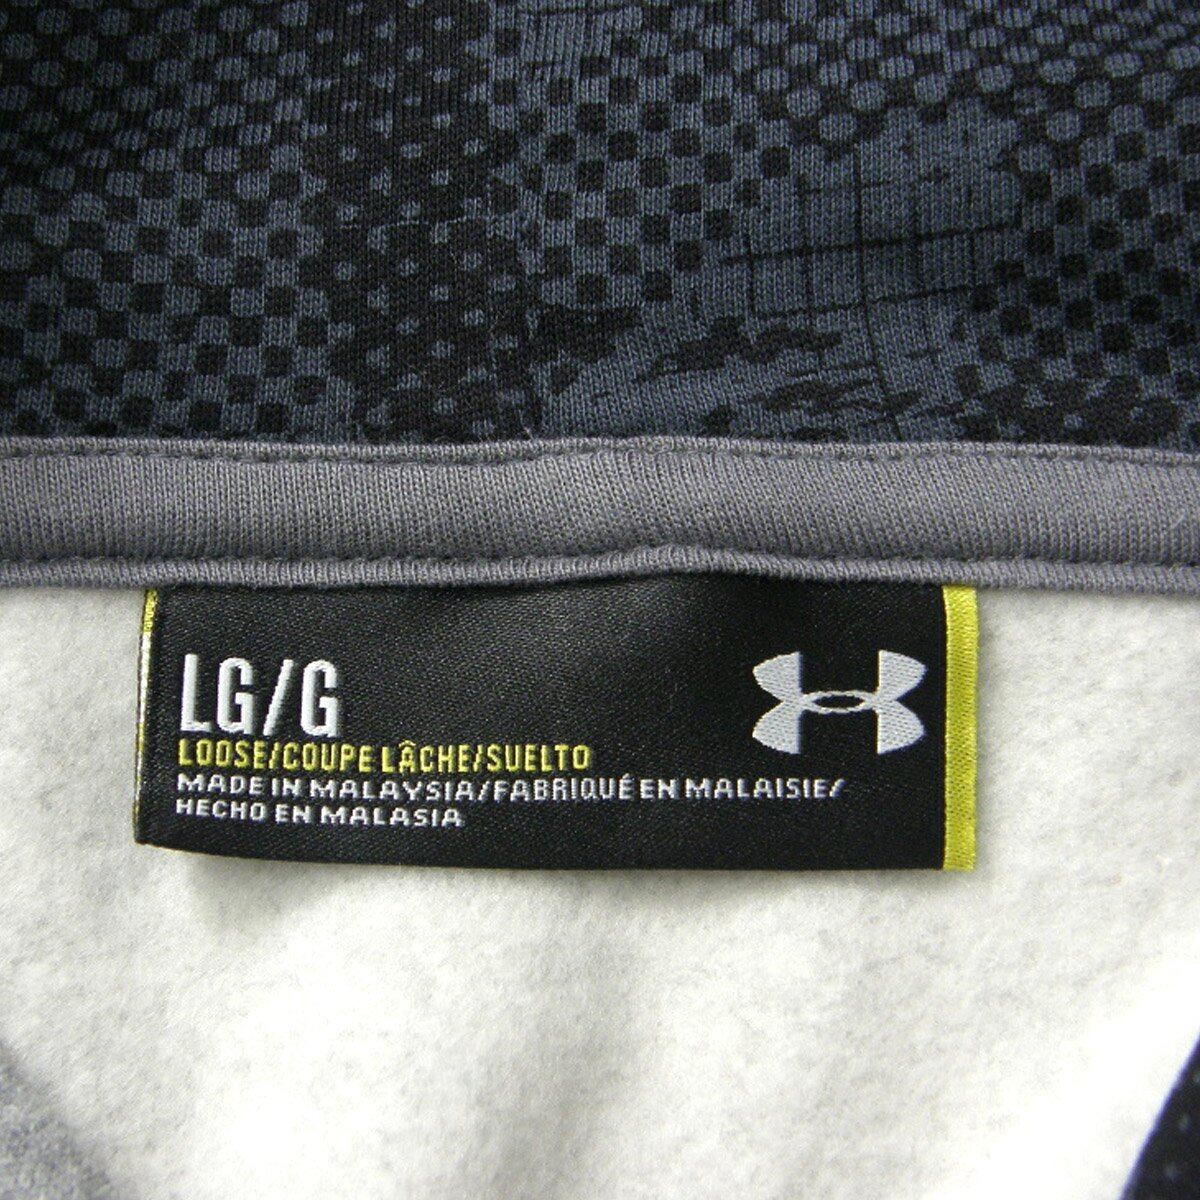 LG/G
LOOSE/COUPE LÂCHE/SUELTO
MADE IN MALAYSIA/FABRIQUÉ EN MALAISIE/
HECHO EN MALASIA